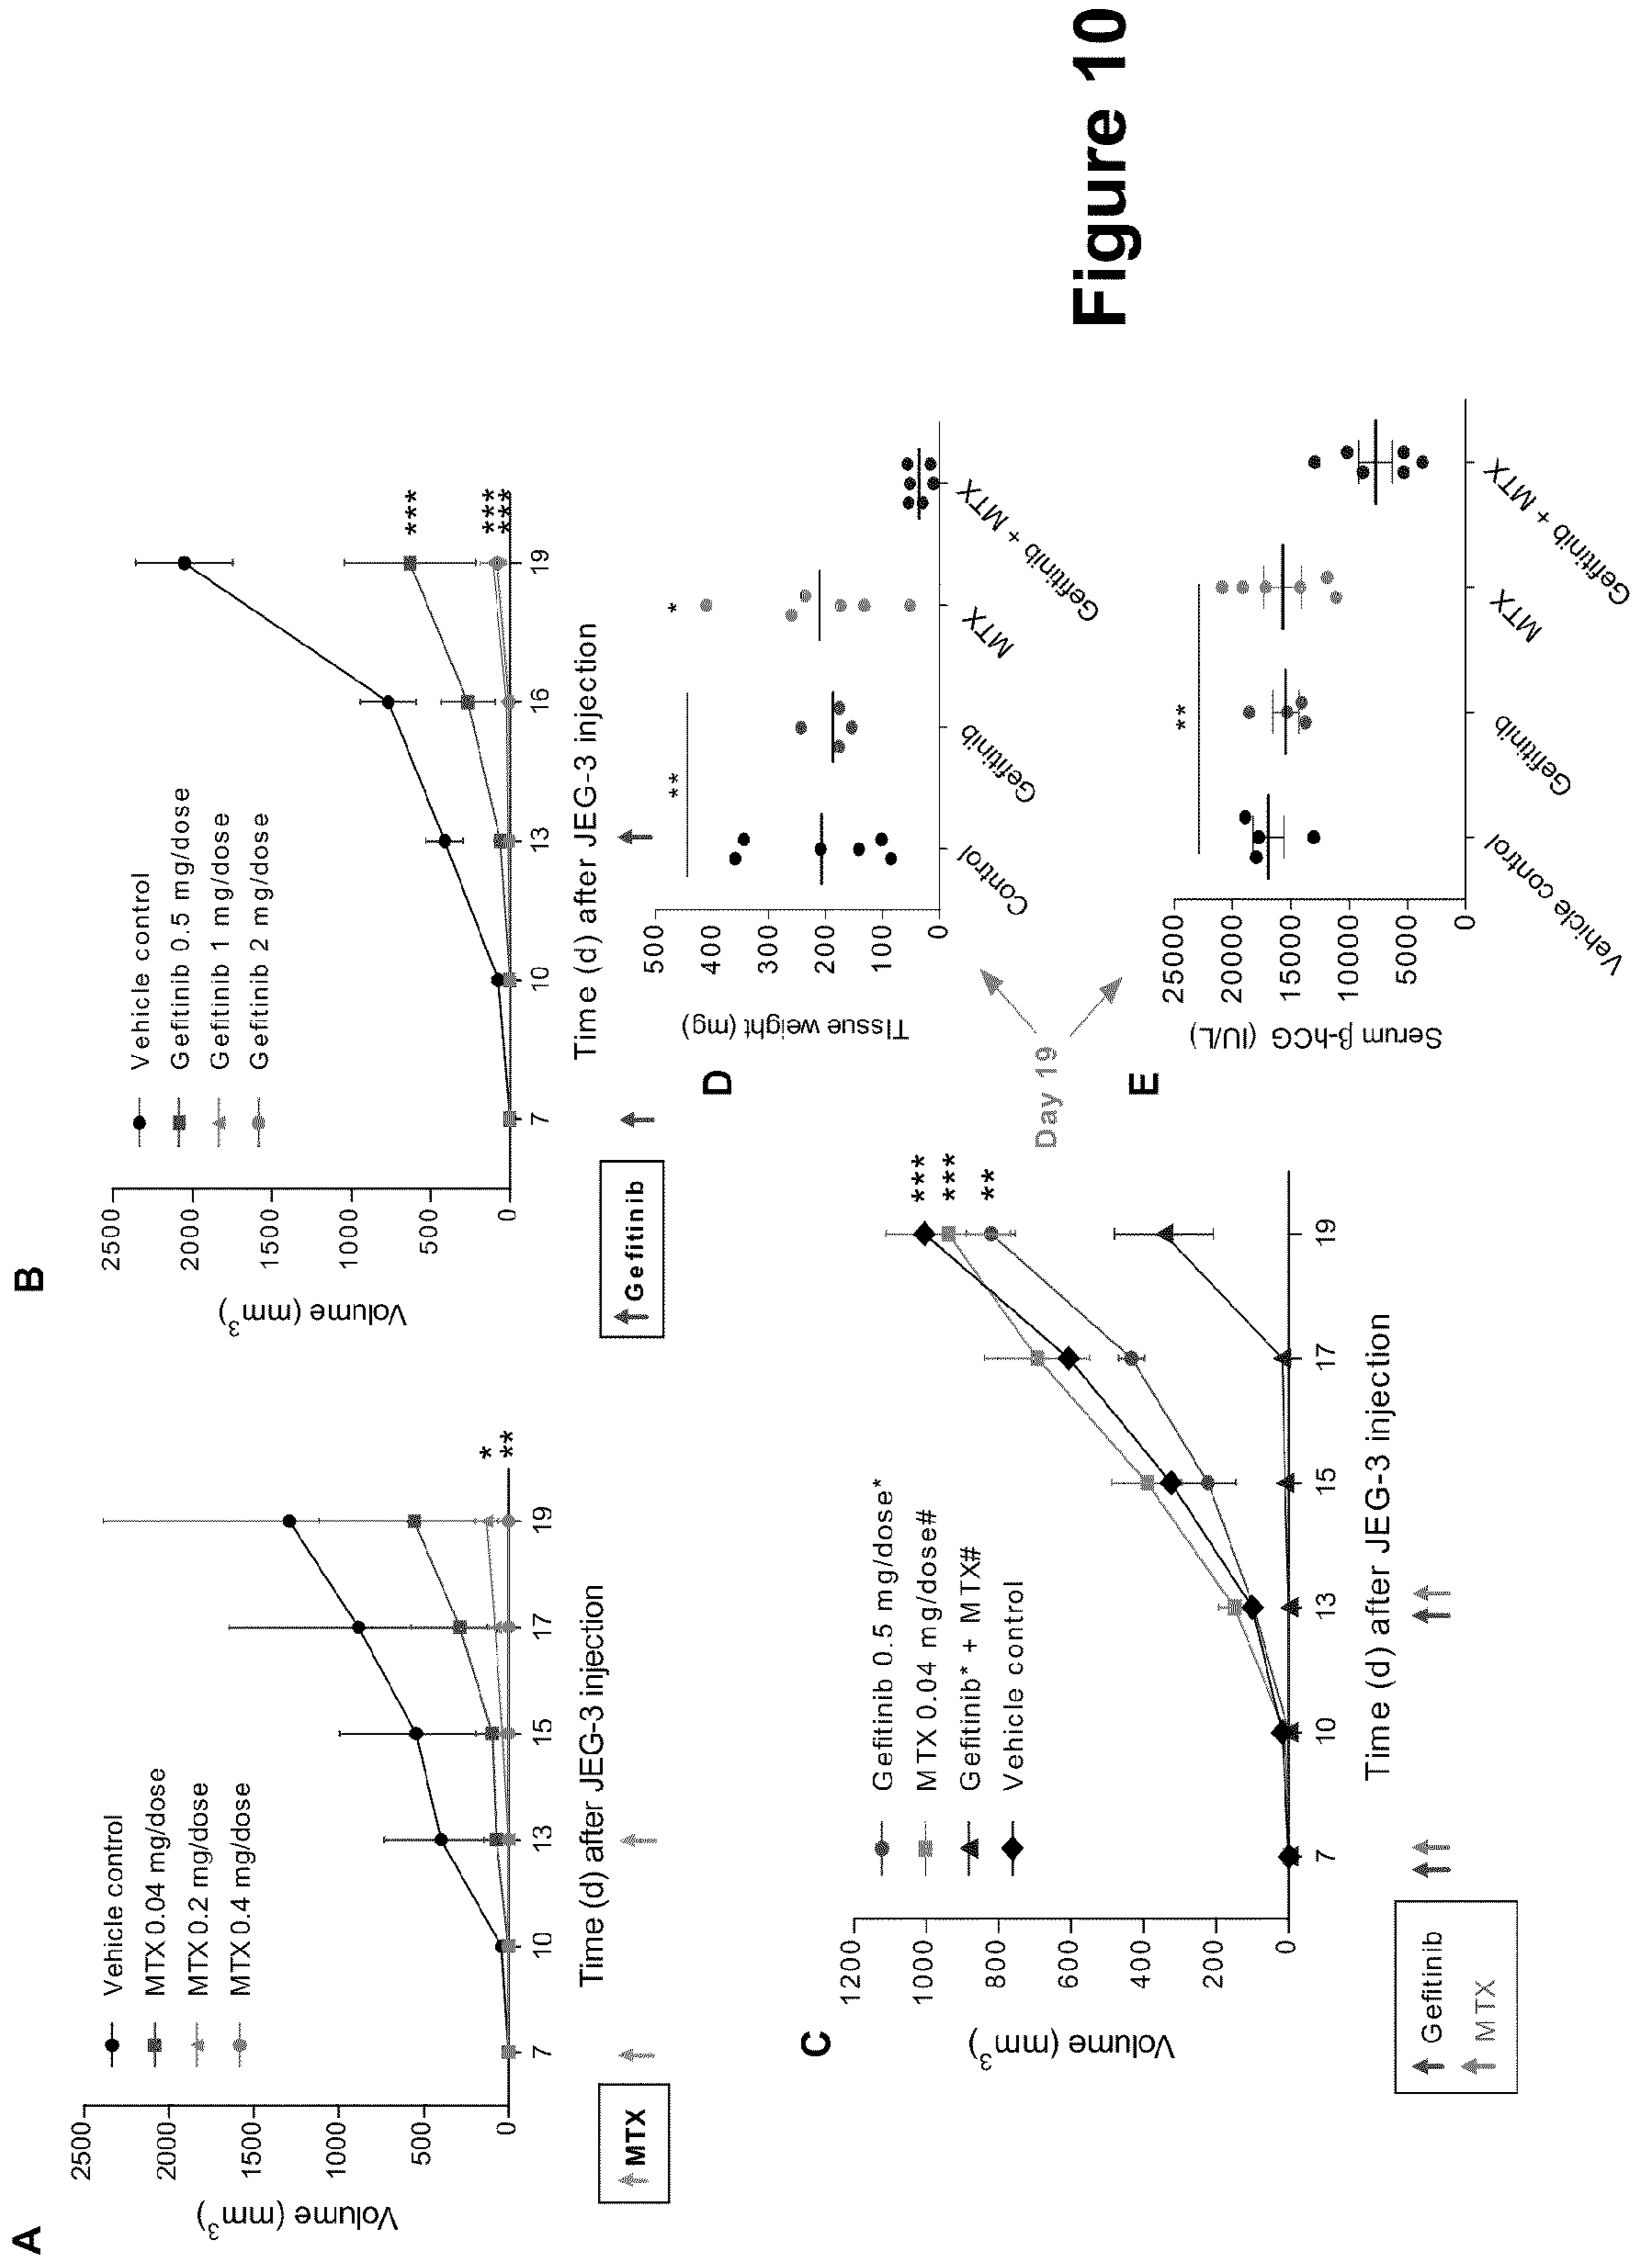 A
Volume (mm3)
2500
2000
1500
1000
500
0
Vehicle control
MTX 0.04 mg/dose
MTX 0.2 mg/dose
MTX 0.4 mg/dose
*
**
7 10 13 15 17 19
Time (d) after JEG-3 injection
MTX
B
Volume (mm3)
2500
2000
1500
1000
500
0
Vehicle control
Gefitinib 0.5 mg/dose
Gefitinib 1 mg/dose
Gefitinib 2 mg/dose
***
***
***
7 10 13 16 19
Time (d) after JEG-3 injection
Gefitinib
C
Volume (mm3)
1200
1000
800
600
400
200
0
Gefitinib 0.5 mg/dose*
MTX 0.04 mg/dose#
Gefitinib* + MTX#
Vehicle control
***
***
**
7 10 13 15 17 19
Time (d) after JEG-3 injection
Gefitinib
MTX
Day 19
D
Tissue weight (mg)
500
400
300
200
100
0
**
*
Control
Gefitinib
MTX
Gefitinib + MTX
E
Serum β-hCG (IU/L)
25000
20000
15000
10000
5000
0
**
Vehicle control
Gefitinib
MTX
Gefitinib + MTX
Figure 10